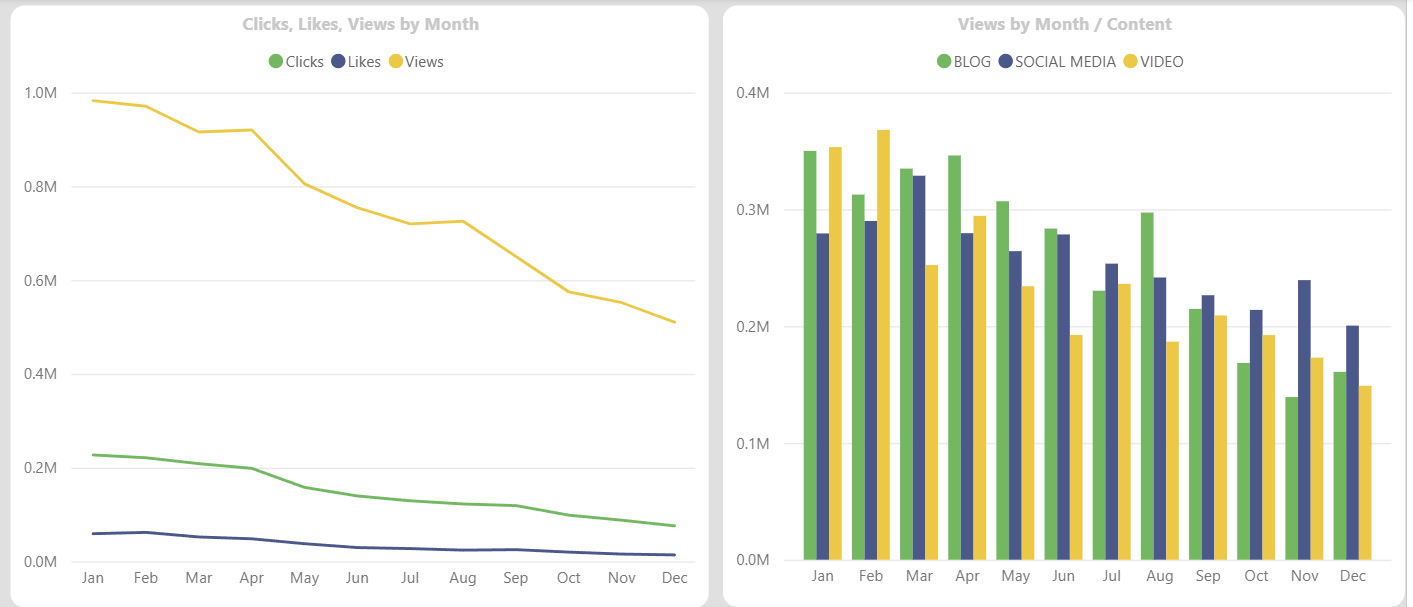 Clicks, Likes, Views by Month
Clicks Likes Views
1.0M
0.8M
0.6M
0.4M
0.2M
0.0M
Jan Feb Mar Apr May Jun Jul Aug Sep Oct Nov Dec
Views by Month / Content
BLOG SOCIAL MEDIA VIDEO
0.4M
0.3M
0.2M
0.1M
0.0M
Jan Feb Mar Apr May Jun Jul Aug Sep Oct Nov Dec